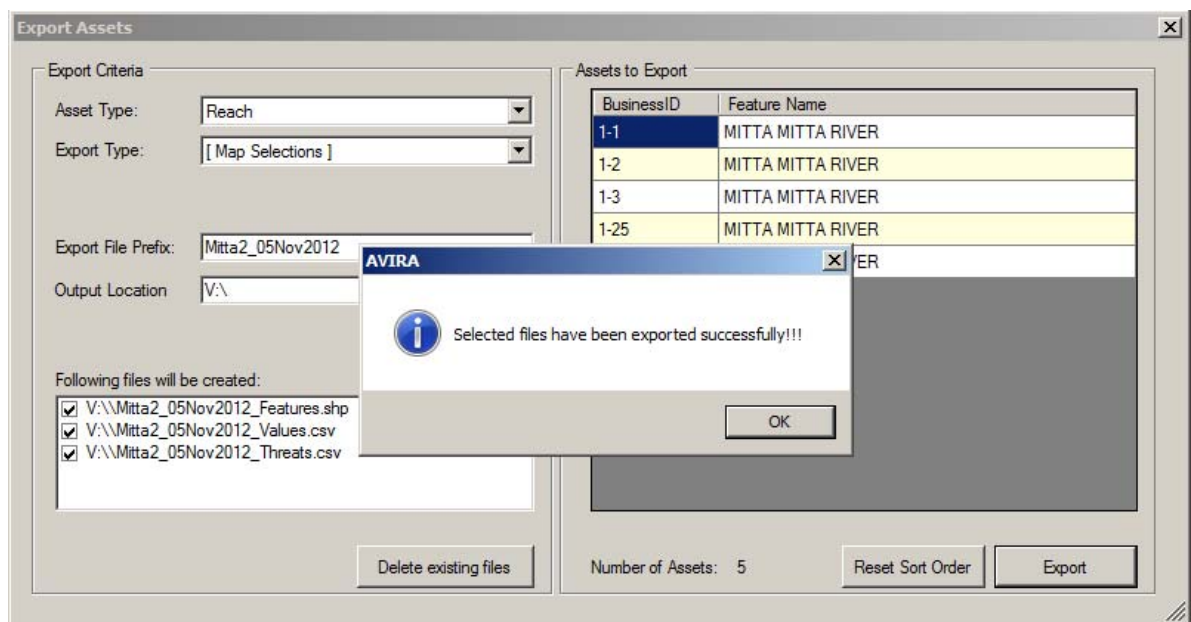 Export Assets
Export Criteria
Asset Type: Reach
Export Type: [ Map Selections ]
Export File Prefix: Mitta2_05Nov2012
Output Location V:\
Following files will be created:
V:\\Mitta2_05Nov2012_Features.shp
V:\\Mitta2_05Nov2012_Values.csv
V:\\Mitta2_05Nov2012_Threats.csv
Delete existing files
Assets to Export
BusinessID Feature Name
1-1 MITTA MITTA RIVER
1-2 MITTA MITTA RIVER
1-3 MITTA MITTA RIVER
1-25 MITTA MITTA RIVER
AVIRA
Selected files have been exported successfully!!!
OK
Number of Assets: 5
Reset Sort Order
Export